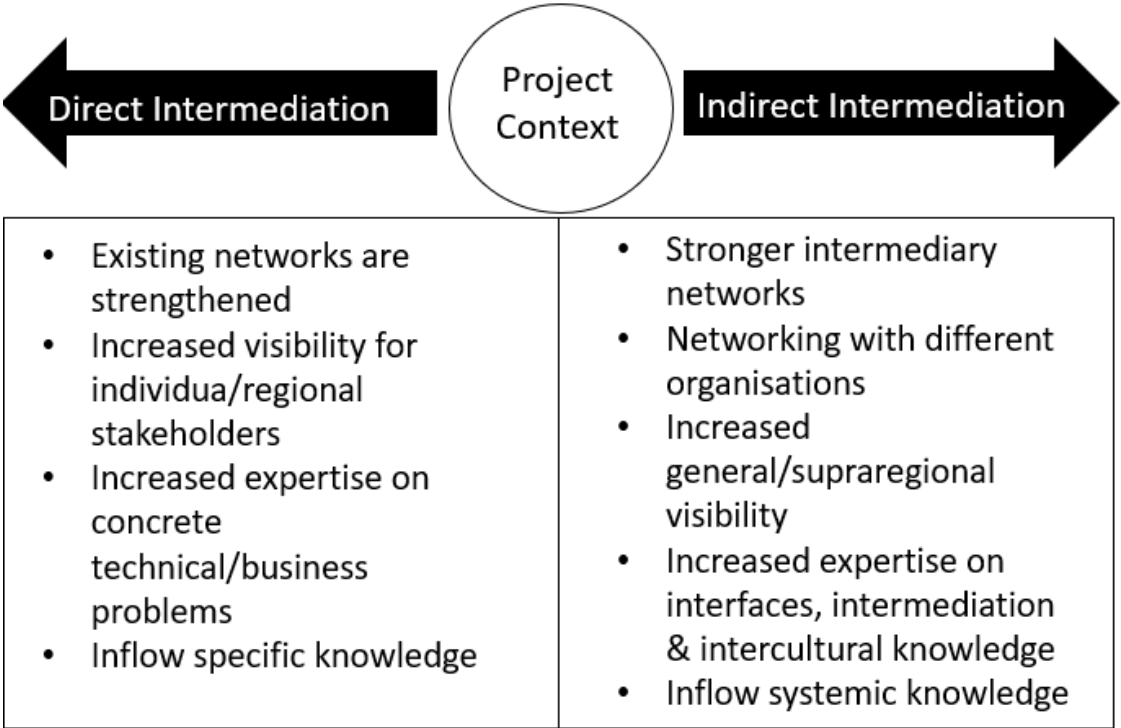 Direct Intermediation
Project
Context
Indirect Intermediation
• Existing networks are
strengthened
• Increased visibility for
individua/regional
stakeholders
• Increased expertise on
concrete
technical/business
problems
• Inflow specific knowledge
• Stronger intermediary
networks
• Networking with different
organisations
• Increased
general/supraregional
visibility
• Increased expertise on
interfaces, intermediation
& intercultural knowledge
• Inflow systemic knowledge